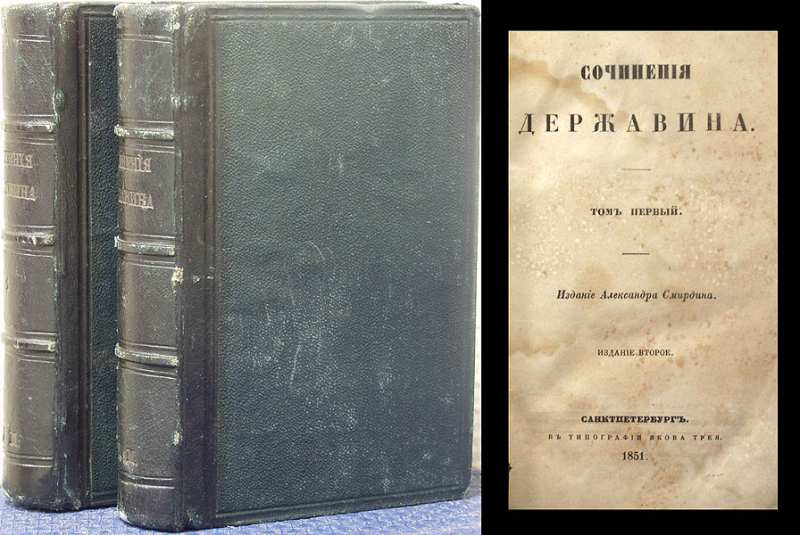 СОЧИНЕНІЯ
ДЕРЖАВИНА.
ТОМЪ ПЕРВЫЙ.
Изданіе Александра Смирдина.
ИЗДАНІЕ ВТОРОЕ.
САНКТПЕТЕРБУРГЪ.
ВЪ ТИПОГРАФІИ ЯКОВА ТРЕЯ.
1851.